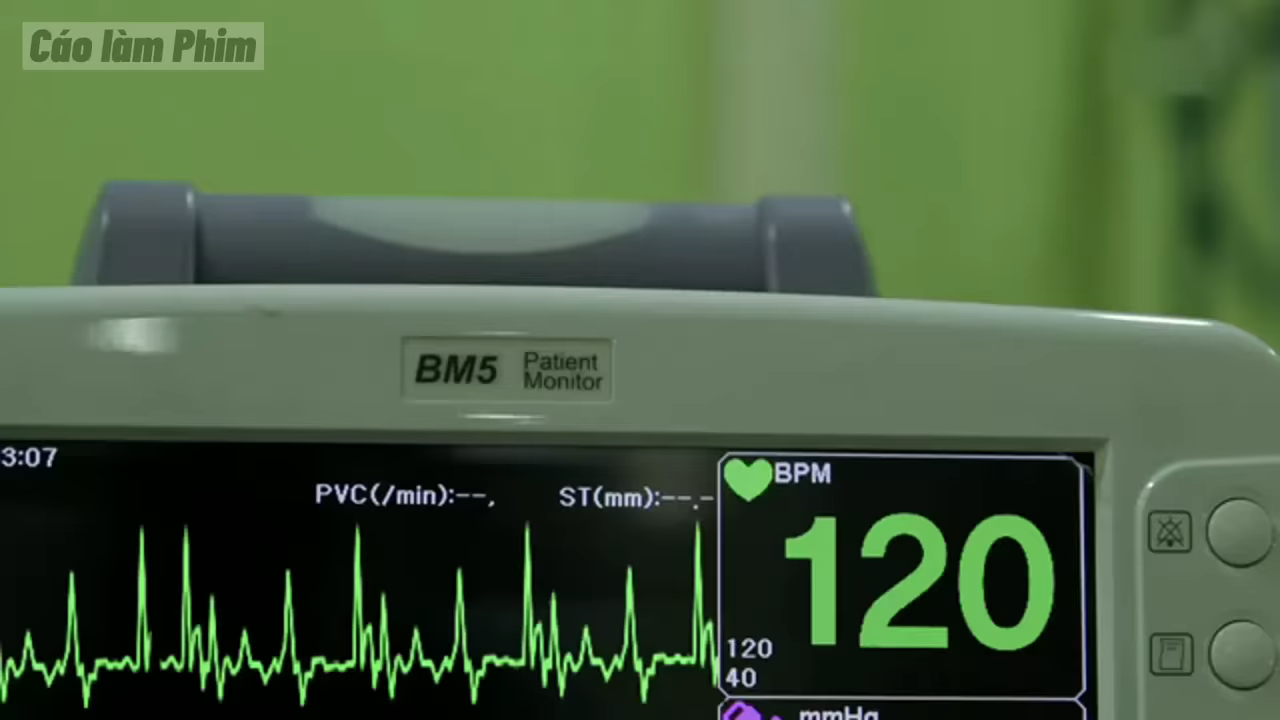 Cáo làm Phim
BM5 Patient Monitor
3:07
PVC(/min):--,
ST(mm):--.-
BPM
120
120
40
mmHg